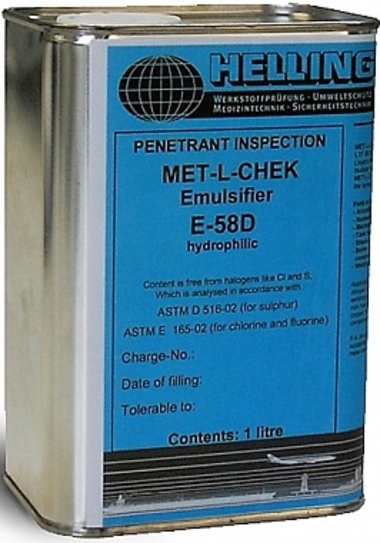 HELLING
WERKSTOFFPRÜFUNG - UMWELTSCHUTZ
MEDIZINTECHNIK - SICHERHEITSTECHNIK
PENETRANT INSPECTION
MET-L-CHEK
Emulsifier
E-58D
hydrophilic
Content is free from halogens like Cl and S,
Which is analysed in accordance with
ASTM D 516-02 (for sulphur)
ASTM E 165-02 (for chlorine and fluorine)
Charge-No.:
Date of filling:
Tolerable to:
Contents: 1 litre